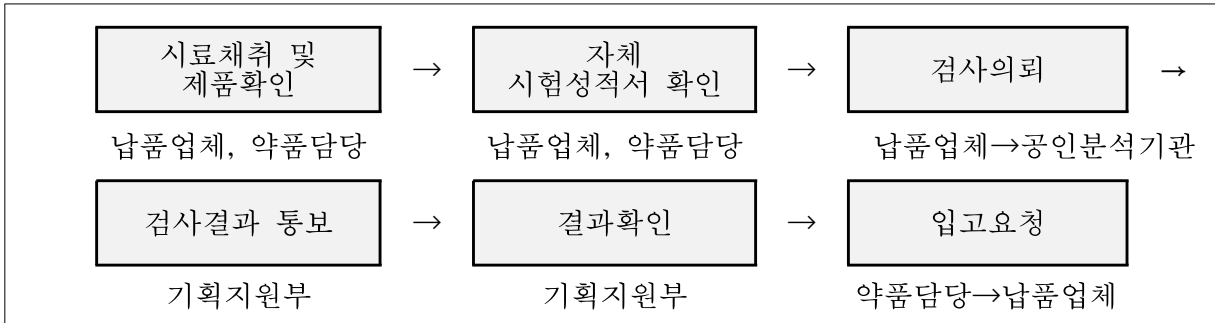 시료채취 및
제품확인
→
자체
시험성적서 확인
→
검사의뢰
→
납품업체, 약품담당
납품업체, 약품담당
납품업체→공인분석기관
검사결과 통보
→
결과확인
→
입고요청
기획지원부
기획지원부
약품담당→납품업체